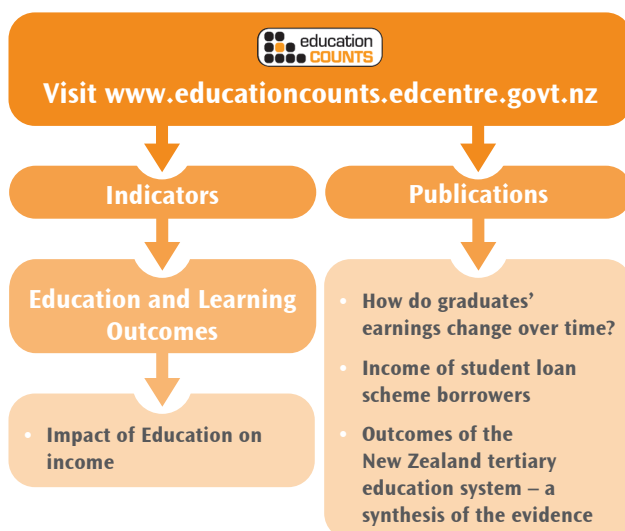 education
COUNTS
Visit www.educationcounts.edcentre.govt.nz
Indicators
Publications
Education and Learning
Outcomes
• Impact of Education on
income
• How do graduates’
earnings change over time?
• Income of student loan
scheme borrowers
• Outcomes of the
New Zealand tertiary
education system – a
synthesis of the evidence